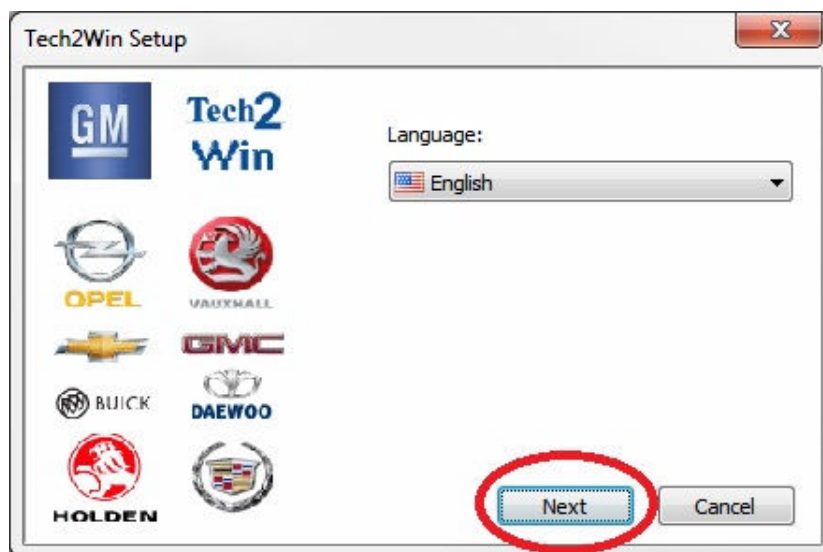 Tech2Win Setup
GM
Tech2
Win
Language:
English
OPEL
VAUXHALL
GMC
BUICK
DAEWOO
HOLDEN
Next
Cancel